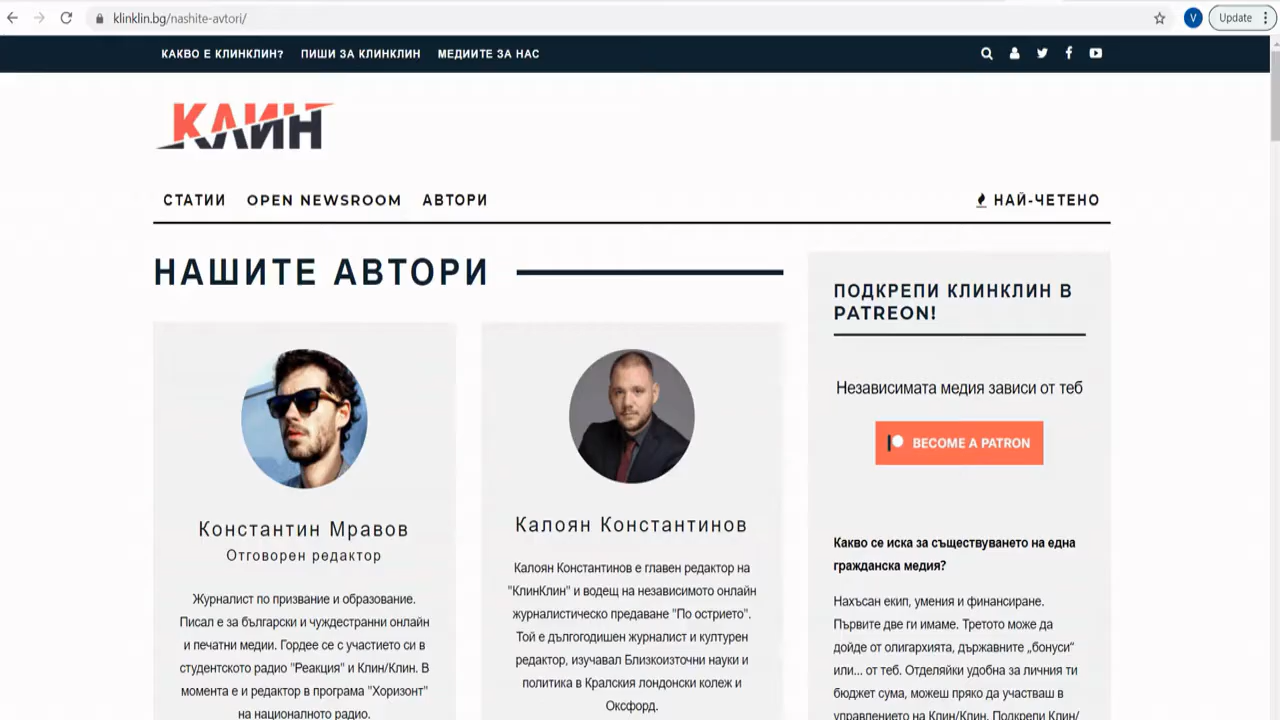 klinklin.bg/nashite-avtori/
V
Update
КАКВО Е КЛИНКЛИН?
ПИШИ ЗА КЛИНКЛИН
МЕДИИТЕ ЗА НАС
КЛИН
СТАТИИ
OPEN NEWSROOM
АВТОРИ
НАЙ-ЧЕТЕНО
НАШИТЕ АВТОРИ
Константин Мравов
Отговорен редактор
Журналист по призвание и образование.
Писал е за български и чуждестранни онлайн
и печатни медии. Гордее се с участието си в
студентското радио "Реакция" и Клин/Клин. В
момента е и редактор в програма "Хоризонт"
на националното радио.
Калоян Константинов
Калоян Константинов е главен редактор на
"КлинКлин" и водещ на независимото онлайн
журналистическо предаване "По острието".
Той е дългогодишен журналист и културен
редактор, изучавал Близкоизточни науки и
политика в Кралския лондонски колеж и
Оксфорд.
ПОДКРЕПИ КЛИНКЛИН В
PATREON!
Независимата медия зависи от теб
BECOME A PATRON
Какво се иска за съществуването на една
гражданска медия?
Нахъсан екип, умения и финансиране.
Първите две ги имаме. Третото може да
дойде от олигархията, държавните „бонуси“
или... от теб. Отделяйки удобна за личния ти
бюджет сума, можеш пряко да участваш в
управлението на Клин/Клин. Подкрепи Клин/